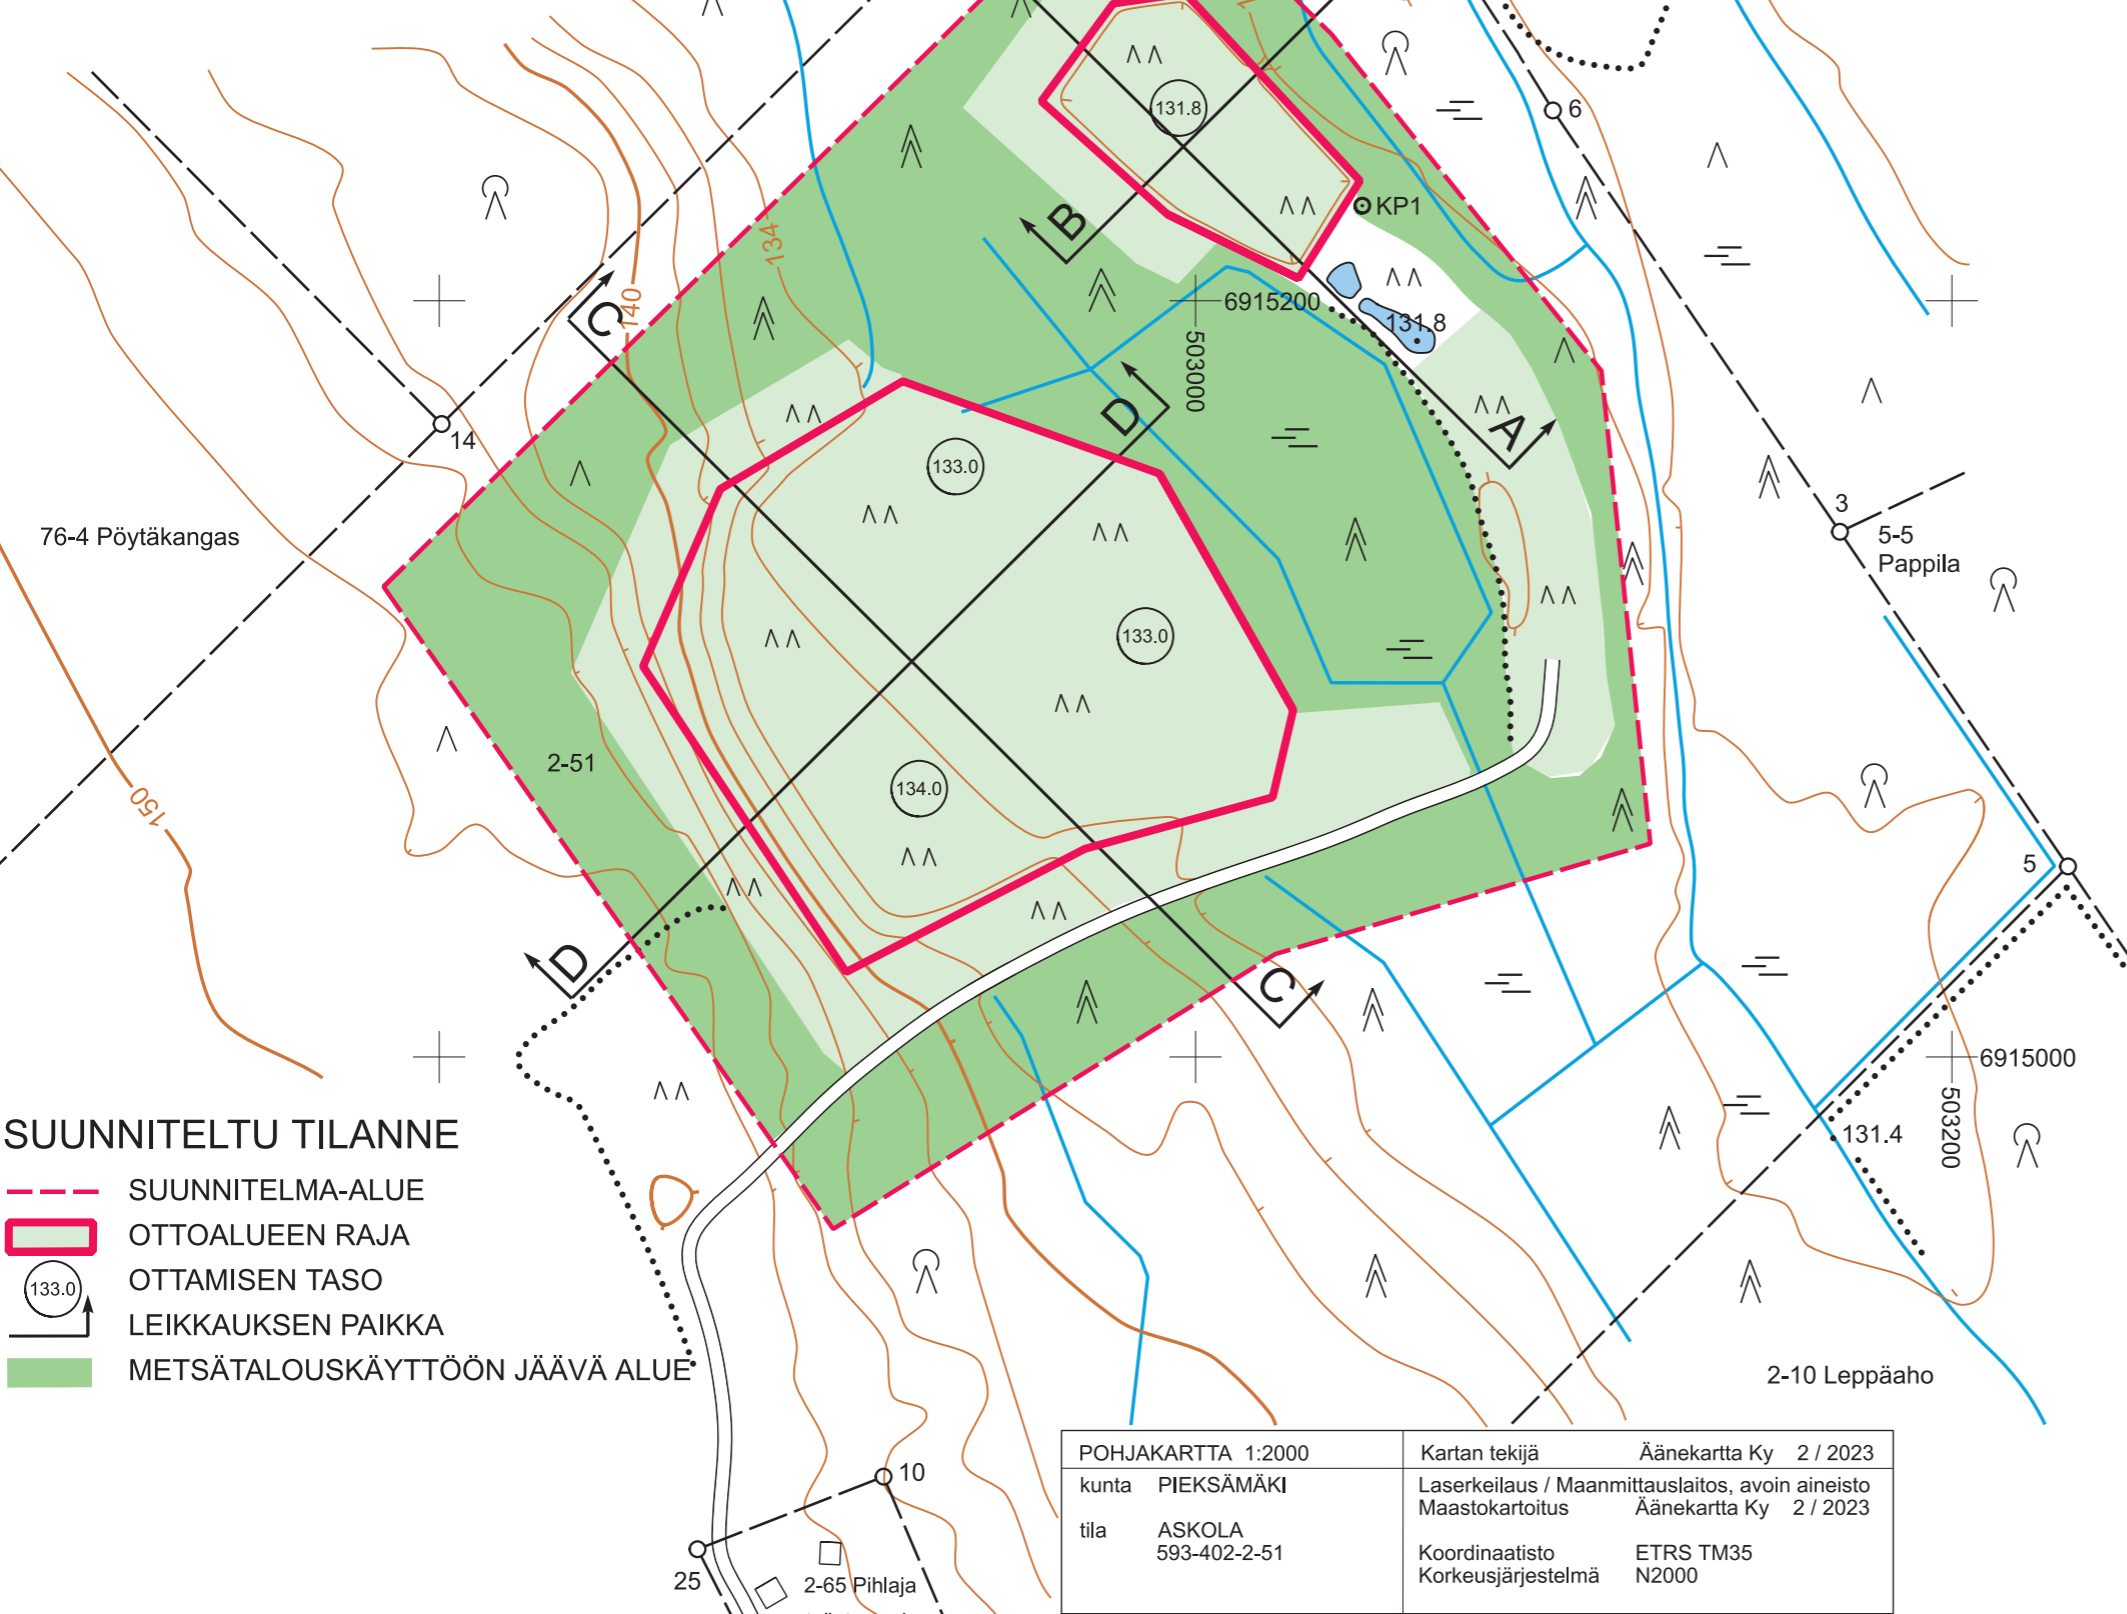 131.8
6
B
KP1
134
C
140
6915200
131.8
503000
D
A
14
133.0
3
76-4 Pöytäkangas
5-5
Pappila
133.0
2-51
134.0
150
5
D
C
6915000
503200
131.4
SUUNNITELTU TILANNE
SUUNNITELMA-ALUE
OTTOALUEEN RAJA
133.0 OTTAMISEN TASO
LEIKKAUKSEN PAIKKA
METSÄTALOUSKÄYTTÖÖN JÄÄVÄ ALUE
2-10 Leppäaho
10
25
2-65 Pihlaja
POHJAKARTTA 1:2000
kunta PIEKSÄMÄKI
tila ASKOLA
593-402-2-51
Kartan tekijä Äänekartta Ky 2 / 2023
Laserkeilaus / Maanmittauslaitos, avoin aineisto
Maastokartoitus Äänekartta Ky 2 / 2023
Koordinaatisto ETRS TM35
Korkeusjärjestelmä N2000